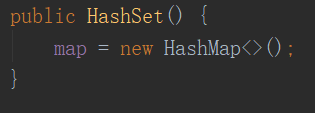 public HashSet() {
    map = new HashMap<>();
}